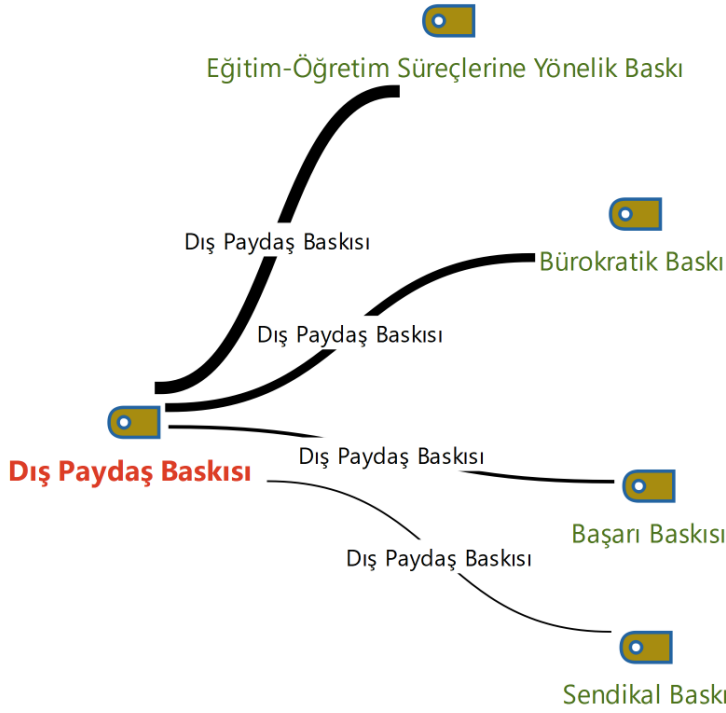 Eğitim-Öğretim Süreçlerine Yönelik Baskı
Dış Paydaş Baskısı
Bürokratik Baskı
Dış Paydaş Baskısı
Dış Paydaş Baskısı
Dış Paydaş Baskısı
Başarı Baskısı
Dış Paydaş Baskısı
Sendikal Baskı